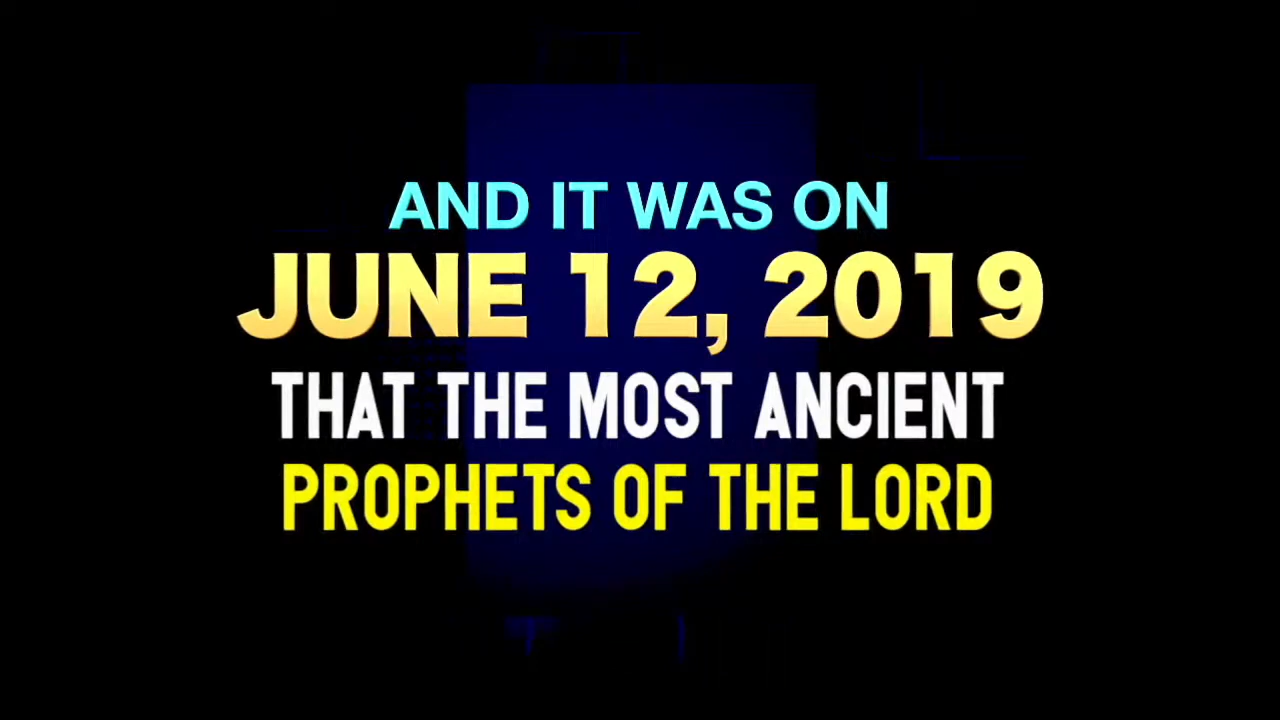 AND IT WAS ON
JUNE 12, 2019
THAT THE MOST ANCIENT
PROPHETS OF THE LORD